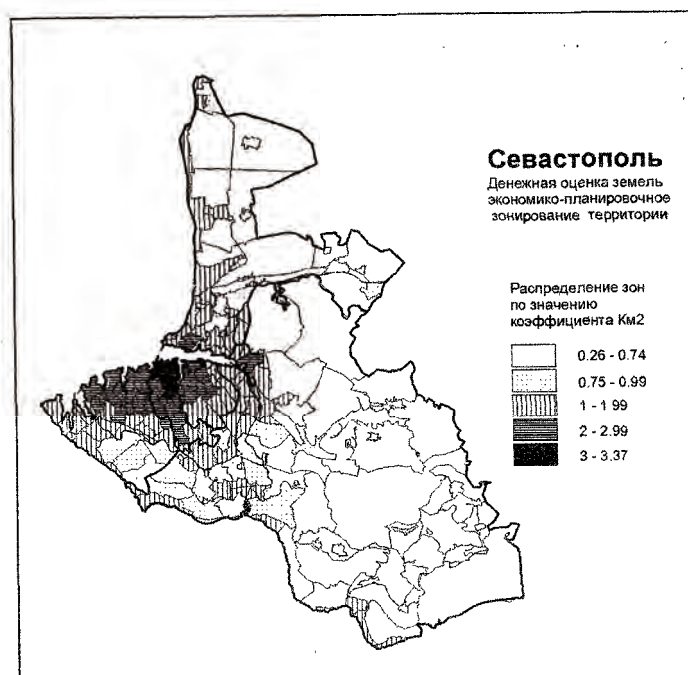 Севастополь
Денежная оценка земель
экономико-планировочное
зонирование территории
Распределение зон
по значению
коэффициента Км2
0.26 - 0.74
0.75 - 0.99
1 - 1 99
2 - 2.99
3 - 3.37